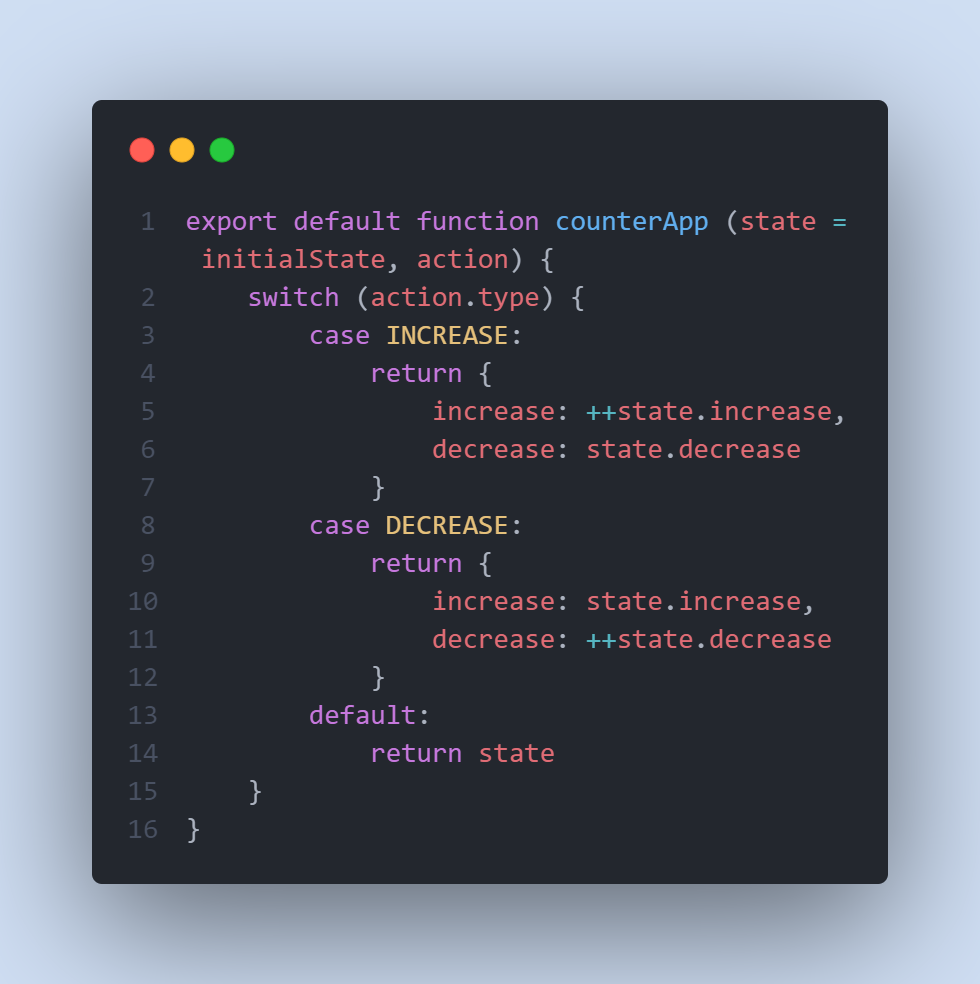 1 export default function counterApp (state =
initialState, action) {
2     switch (action.type) {
3         case INCREASE:
4             return {
5                 increase: ++state.increase,
6                 decrease: state.decrease
7             }
8         case DECREASE:
9             return {
10                 increase: state.increase,
11                 decrease: ++state.decrease
12             }
13         default:
14             return state
15     }
16 }